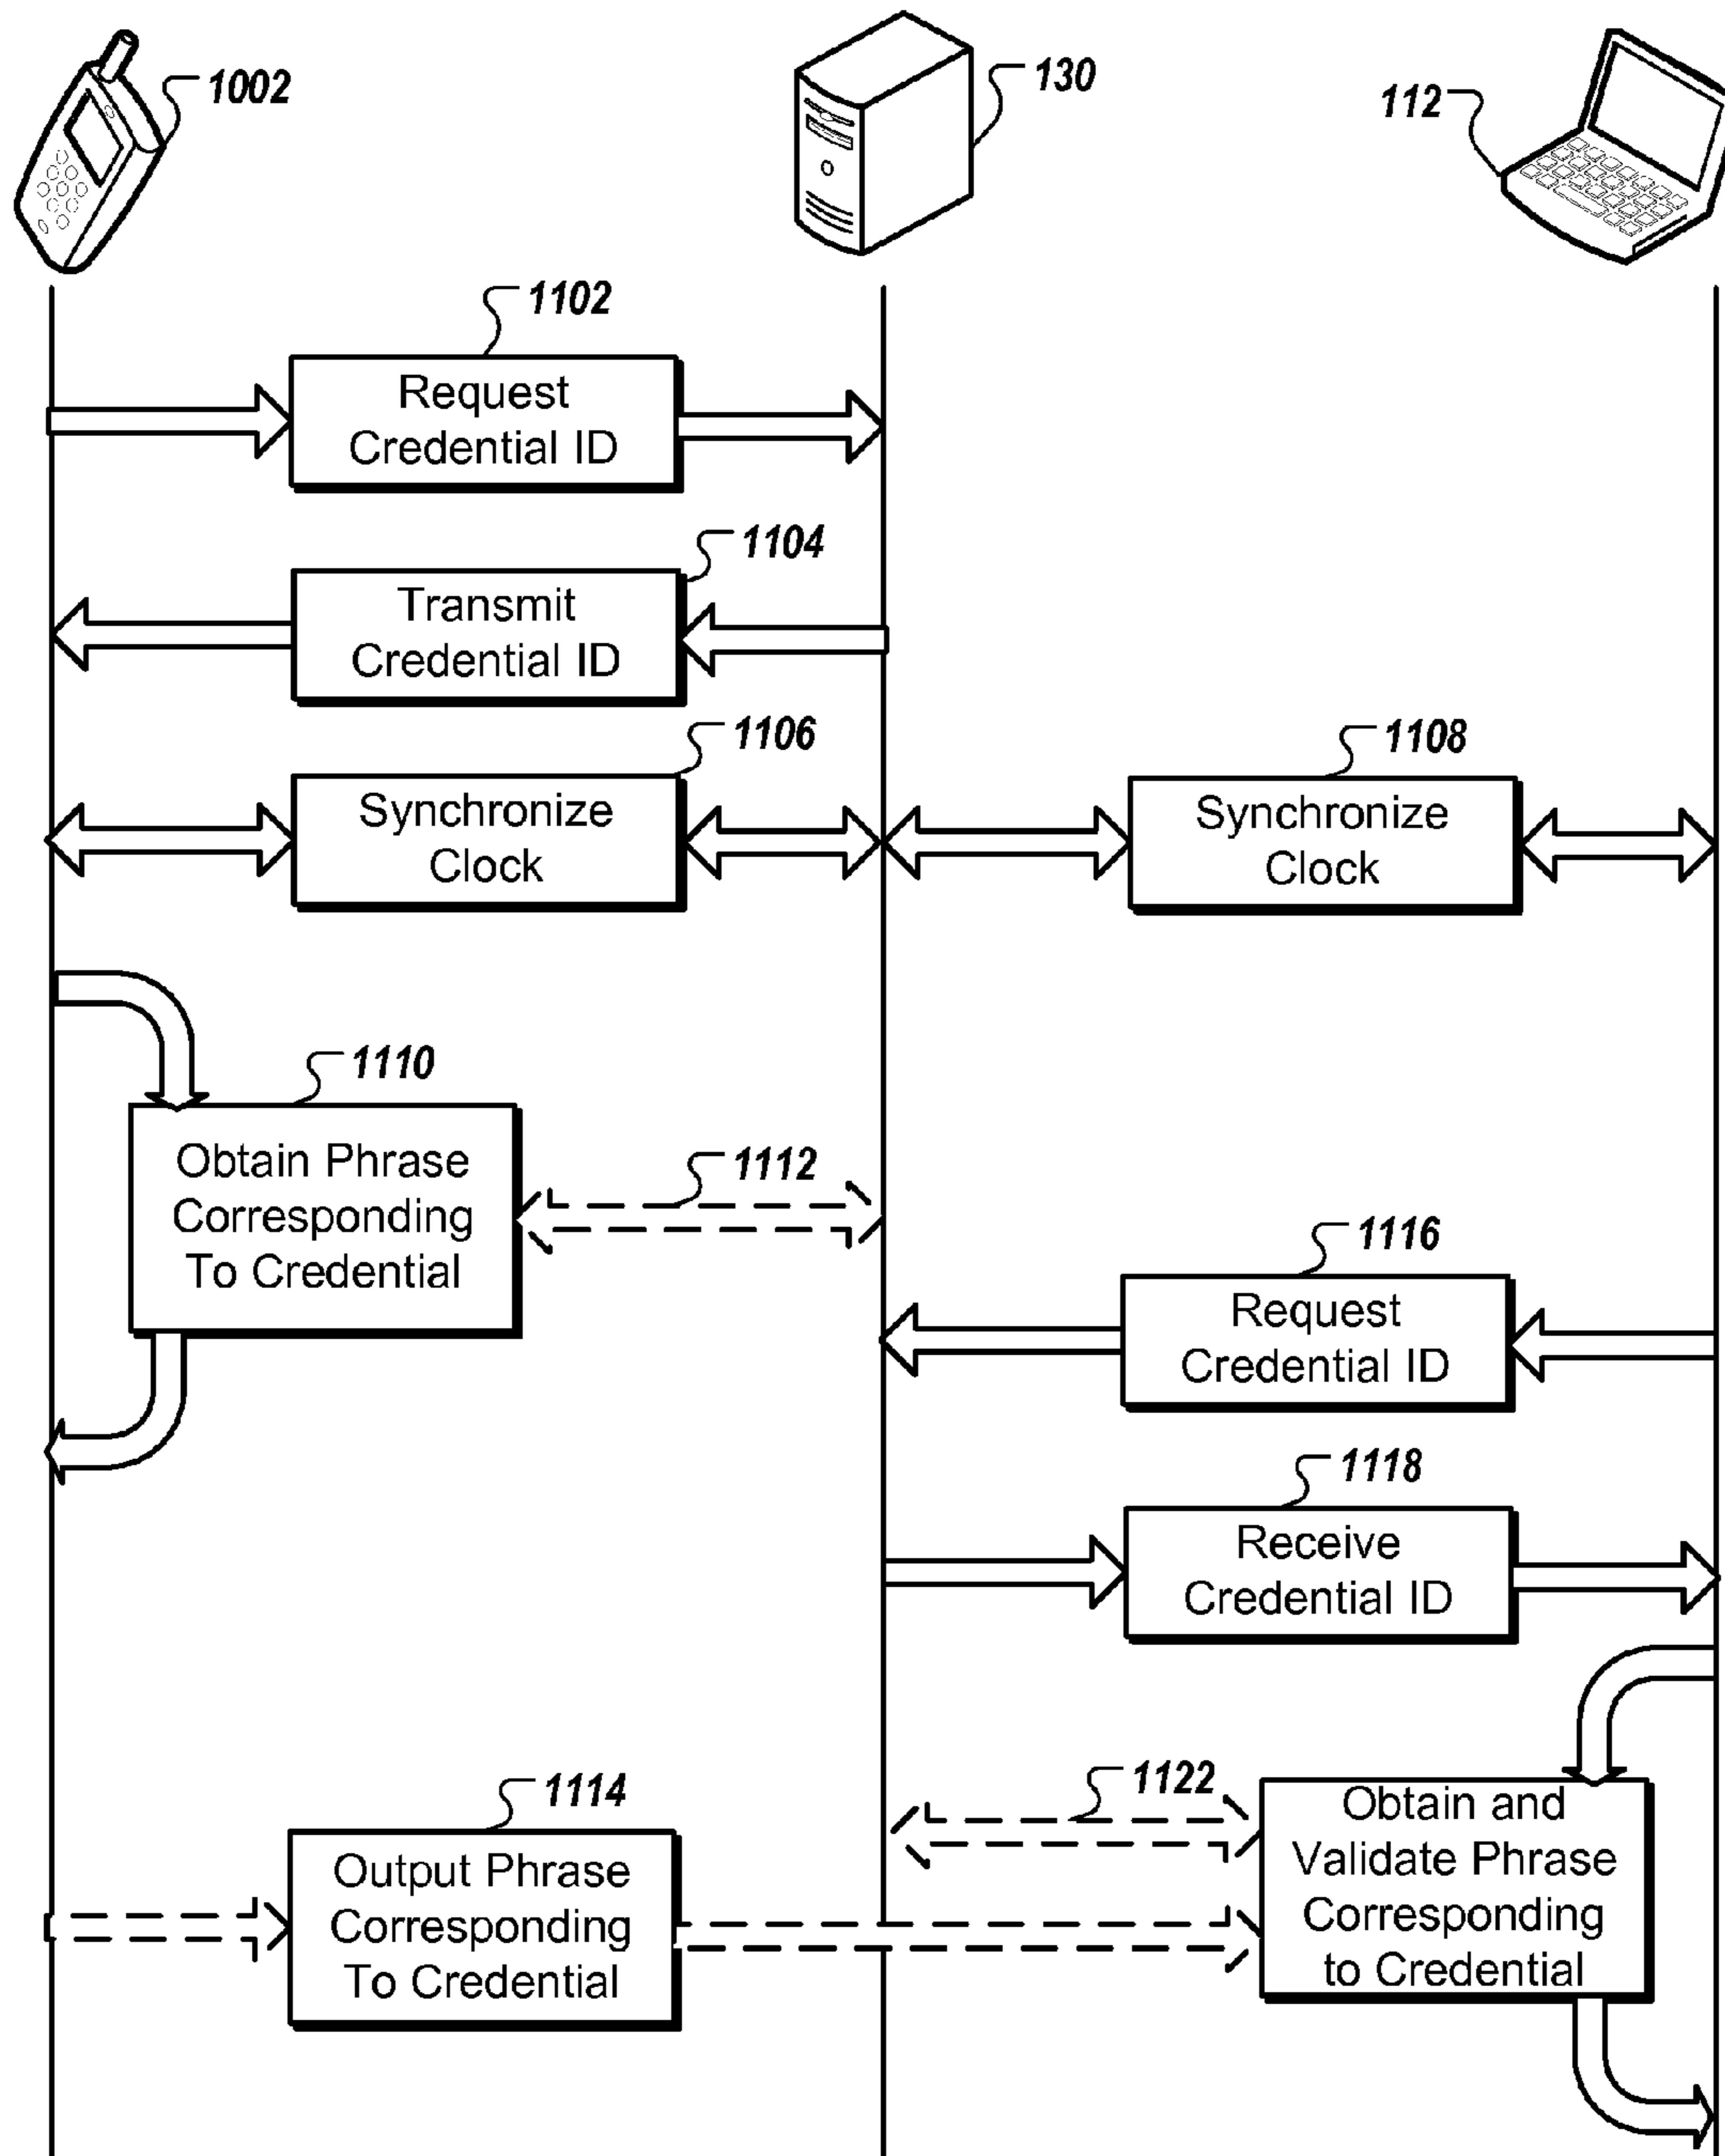 1002
130
112
1102
Request
Credential ID
1104
Transmit
Credential ID
1106
Synchronize
Clock
1108
Synchronize
Clock
1110
Obtain Phrase
Corresponding
To Credential
1112
1116
Request
Credential ID
1118
Receive
Credential ID
1114
Output Phrase
Corresponding
To Credential
1122
Obtain and
Validate Phrase
Corresponding
to Credential